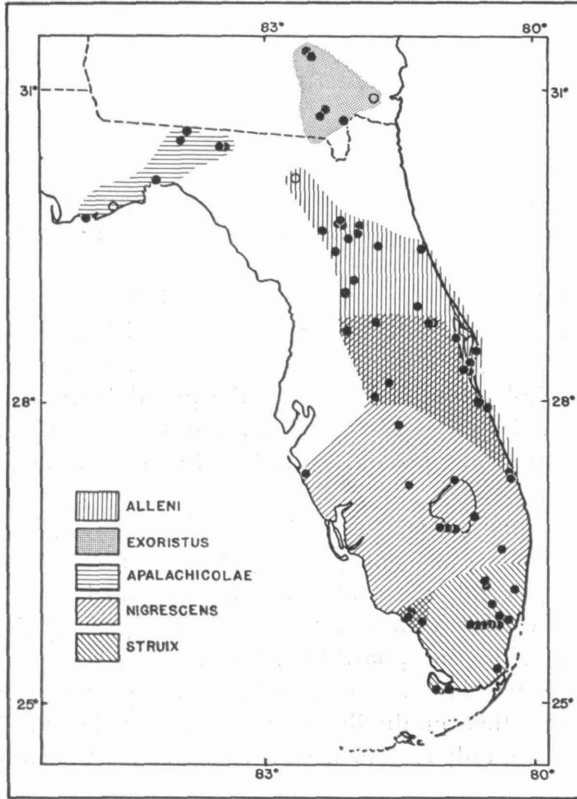 83°
80°
31°
31°
28°
28°
ALLENI
EXORISTUS
APALACHICOLAE
NIGRESCENS
STRUIX
25°
25°
83°
80°